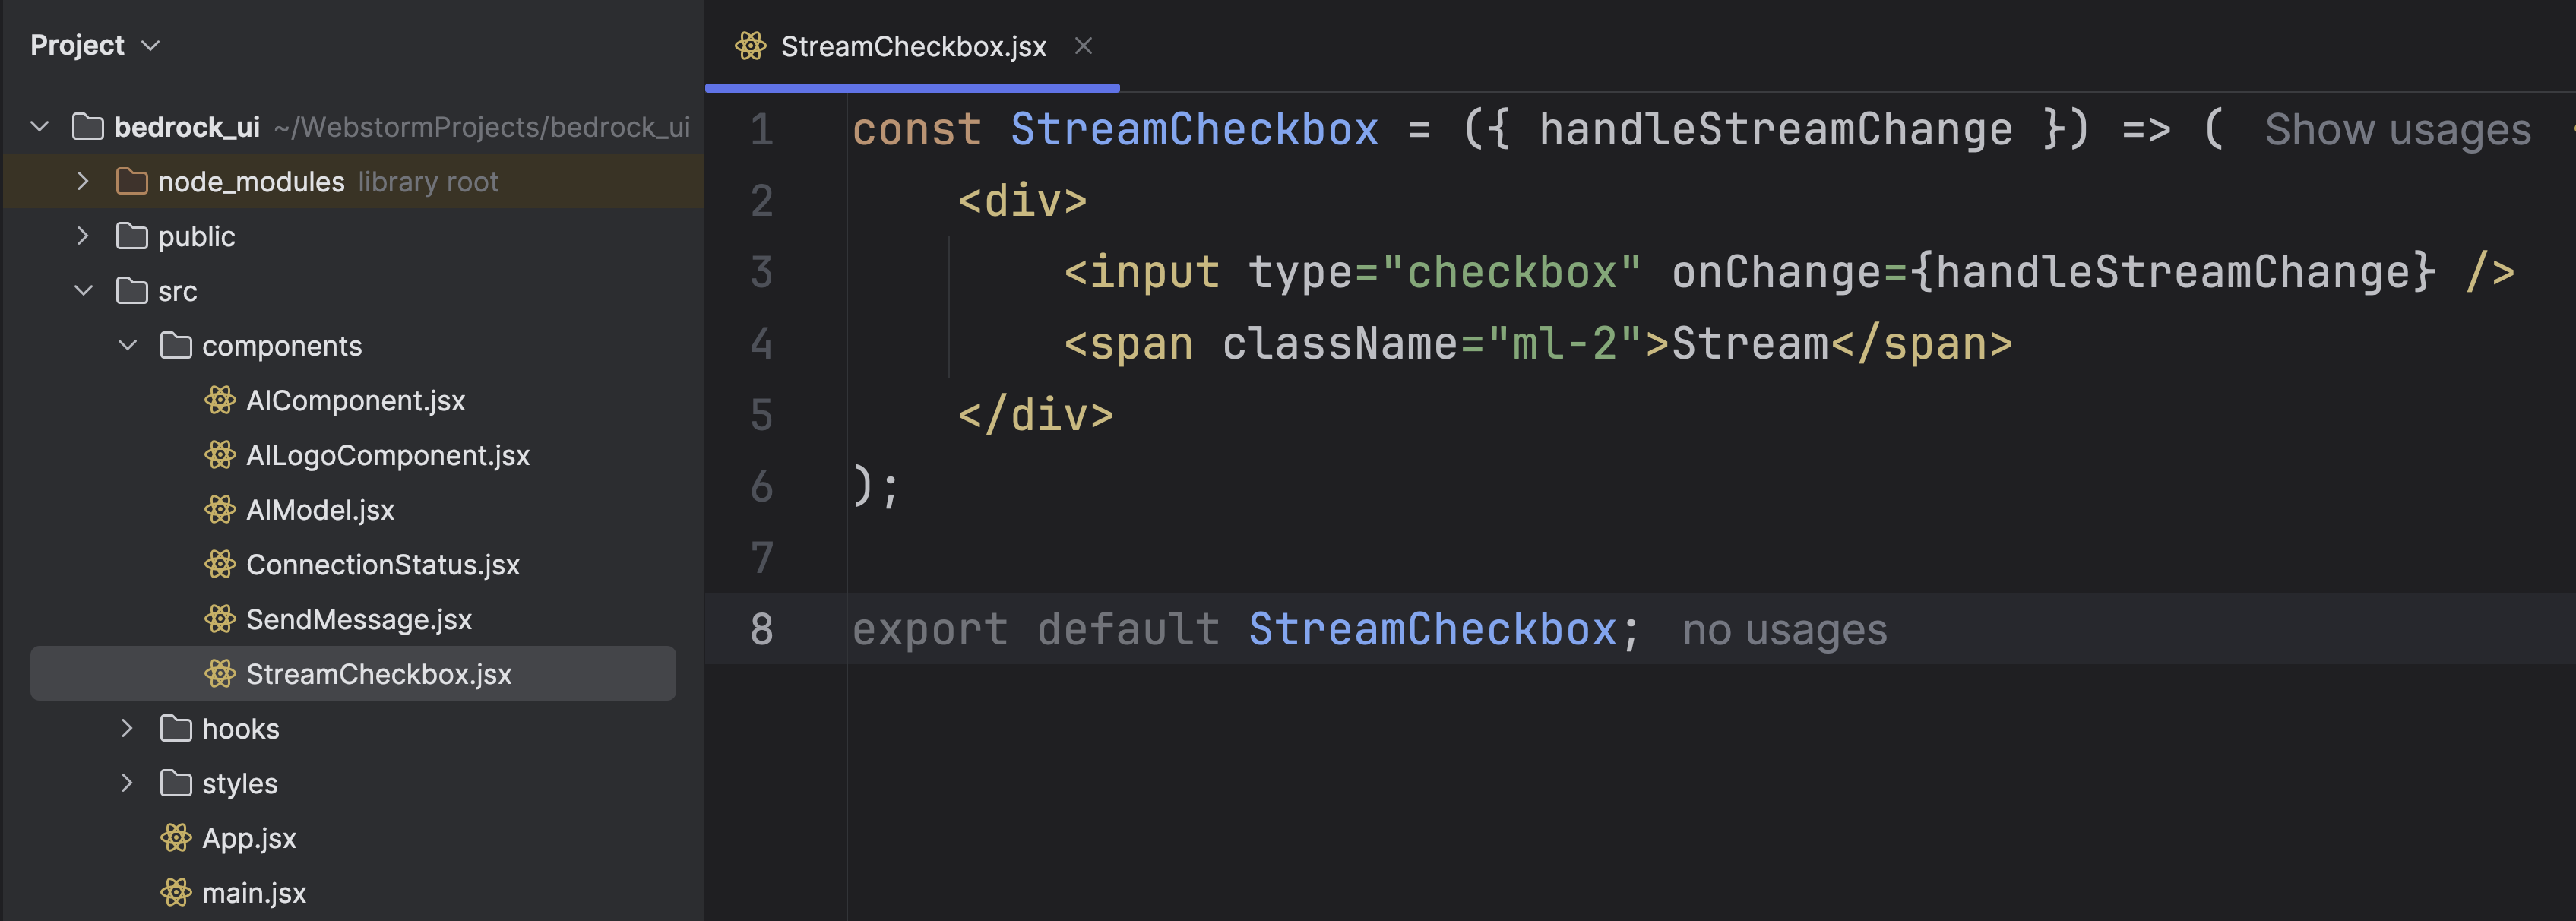 Project
bedrock_ui ~/WebstormProjects/bedrock_ui
node_modules library root
public
src
components
AIComponent.jsx
AILogoComponent.jsx
AIModel.jsx
ConnectionStatus.jsx
SendMessage.jsx
StreamCheckbox.jsx
hooks
styles
App.jsx
main.jsx
StreamCheckbox.jsx
1 const StreamCheckbox = ({ handleStreamChange }) => ( Show usages
2 <div>
3 <input type="checkbox" onChange={handleStreamChange} />
4 <span className="ml-2">Stream</span>
5 </div>
6 );
7
8 export default StreamCheckbox; no usages